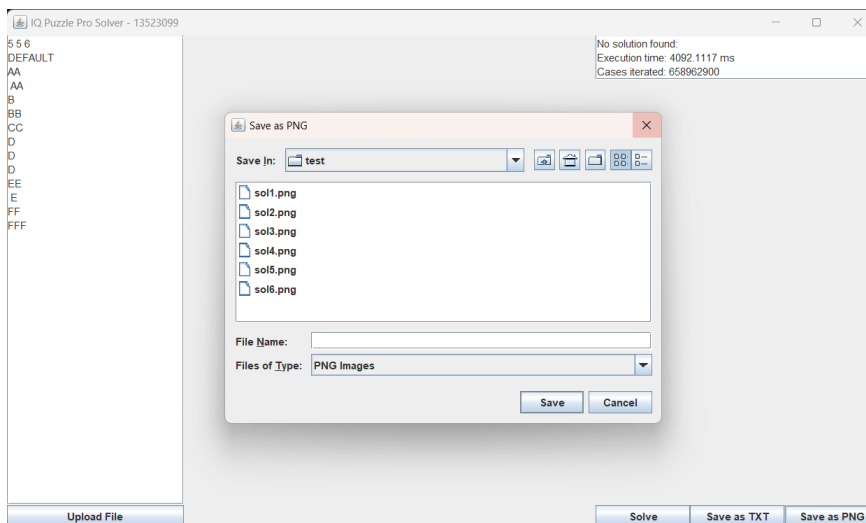 IQ Puzzle Pro Solver - 13523099
5 5 6
DEFAULT
AA
 AA
B
BB
CC
D
D
D
EE
 E
FF
FFF
Upload File
No solution found:
Execution time: 4092.1117 ms
Cases iterated: 658962900
Save as PNG
Save In: test
sol1.png
sol2.png
sol3.png
sol4.png
sol5.png
sol6.png
File Name:
Files of Type: PNG Images
Save Cancel
Solve Save as TXT Save as PNG